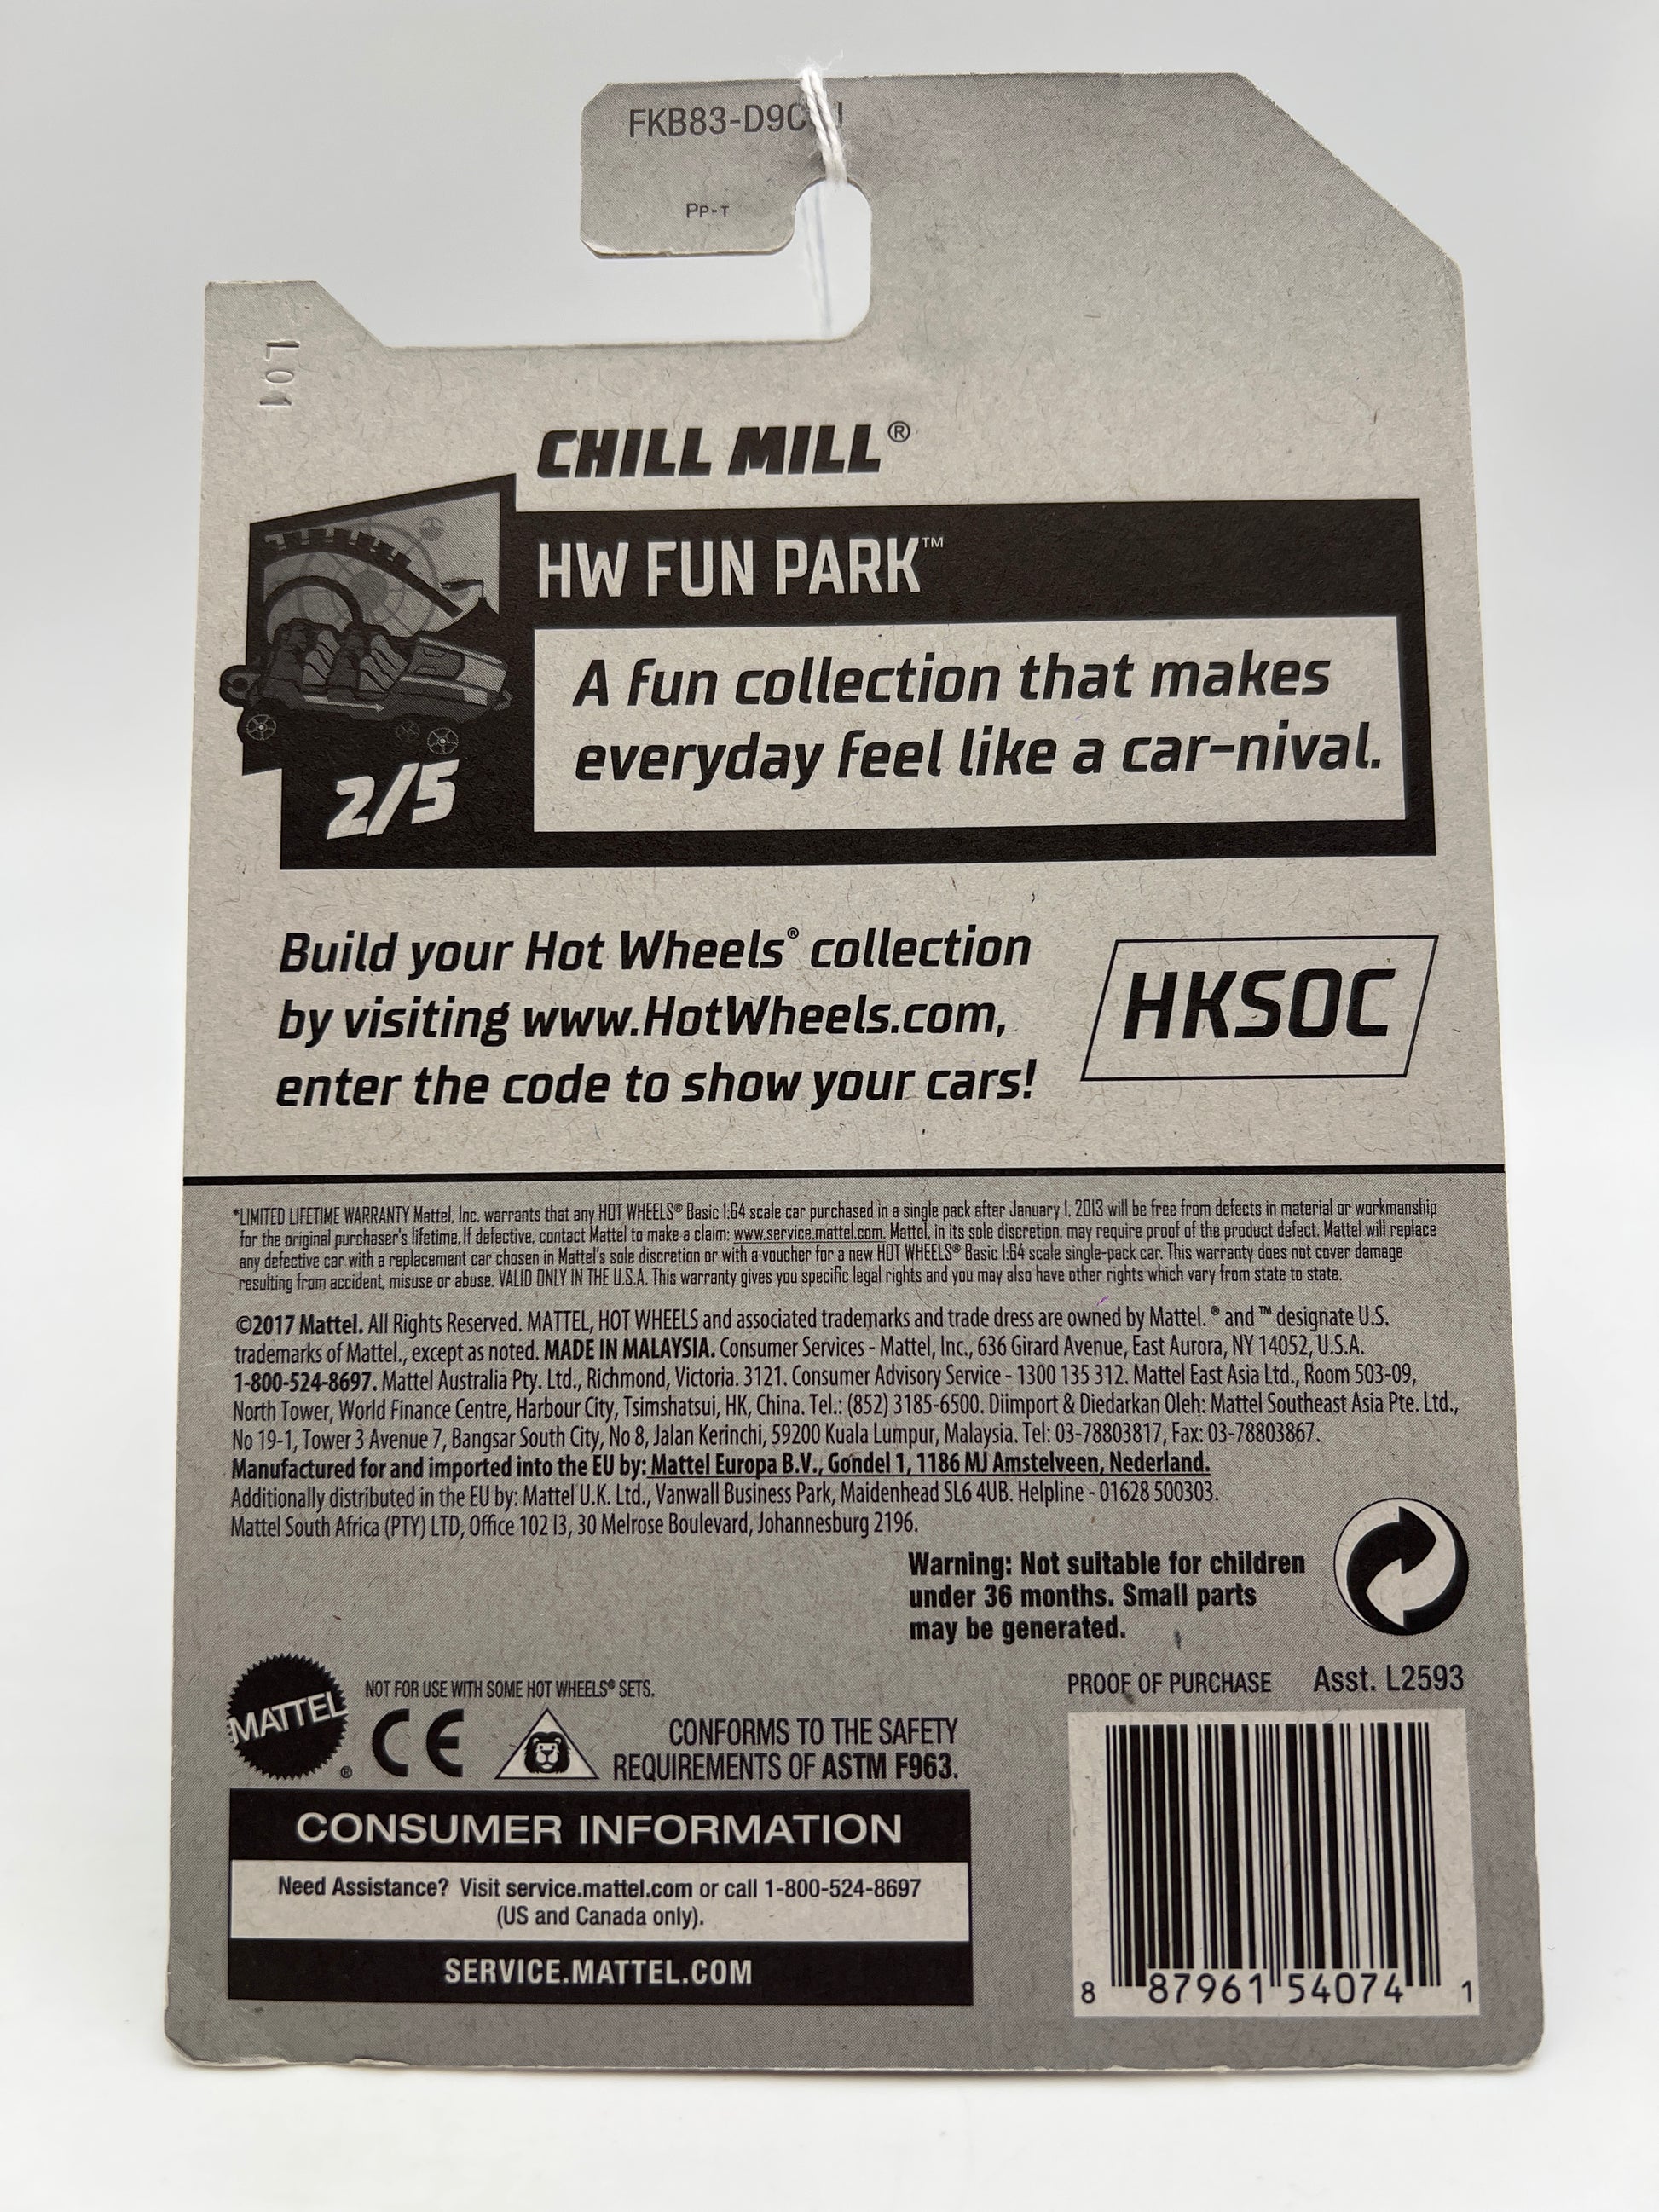 FKB83-D9C
PP-T
L01
CHILL MILL®
HW FUN PARK™
A fun collection that makes
everyday feel like a car-nival.
2/5
Build your Hot Wheels® collection
by visiting www.HotWheels.com,
enter the code to show your cars!
HKSOC
*LIMITED LIFETIME WARRANTY Mattel, Inc. warrants that any HOT WHEELS® Basic 1:64 scale car purchased in a single pack after January 1, 2013 will be free from defects in material or workmanship
for the original purchaser's lifetime. If defective, contact Mattel to make a claim: www.service.mattel.com. Mattel, in its sole discretion, may require proof of the product defect. Mattel will replace
any defective car with a replacement car chosen in Mattel's sole discretion or with a voucher for a new HOT WHEELS® Basic 1:64 scale single-pack car. This warranty does not cover damage
resulting from accident, misuse or abuse. VALID ONLY IN THE U.S.A. This warranty gives you specific legal rights and you may also have other rights which vary from state to state.
©2017 Mattel. All Rights Reserved. MATTEL, HOT WHEELS and associated trademarks and trade dress are owned by Mattel. ® and ™ designate U.S.
trademarks of Mattel., except as noted. MADE IN MALAYSIA. Consumer Services - Mattel, Inc., 636 Girard Avenue, East Aurora, NY 14052, U.S.A.
1-800-524-8697. Mattel Australia Pty. Ltd., Richmond, Victoria. 3121. Consumer Advisory Service - 1300 135 312. Mattel East Asia Ltd., Room 503-09,
North Tower, World Finance Centre, Harbour City, Tsimshatsui, HK, China. Tel.: (852) 3185-6500. Diimport & Diedarkan Oleh: Mattel Southeast Asia Pte. Ltd.,
No 19-1, Tower 3 Avenue 7, Bangsar South City, No 8, Jalan Kerinchi, 59200 Kuala Lumpur, Malaysia. Tel: 03-78803817, Fax: 03-78803867.
Manufactured for and imported into the EU by: Mattel Europa B.V., Gondel 1, 1186 MJ Amstelveen, Nederland.
Additionally distributed in the EU by: Mattel U.K. Ltd., Vanwall Business Park, Maidenhead SL6 4UB. Helpline - 01628 500303.
Mattel South Africa (PTY) LTD, Office 102 I3, 30 Melrose Boulevard, Johannesburg 2196.
Warning: Not suitable for children
under 36 months. Small parts
may be generated.
MATTEL®
NOT FOR USE WITH SOME HOT WHEELS® SETS.
CE
CONFORMS TO THE SAFETY
REQUIREMENTS OF ASTM F963.
PROOF OF PURCHASE Asst. L2593
CONSUMER INFORMATION
Need Assistance? Visit service.mattel.com or call 1-800-524-8697
(US and Canada only).
SERVICE.MATTEL.COM
8 87961 54074 1